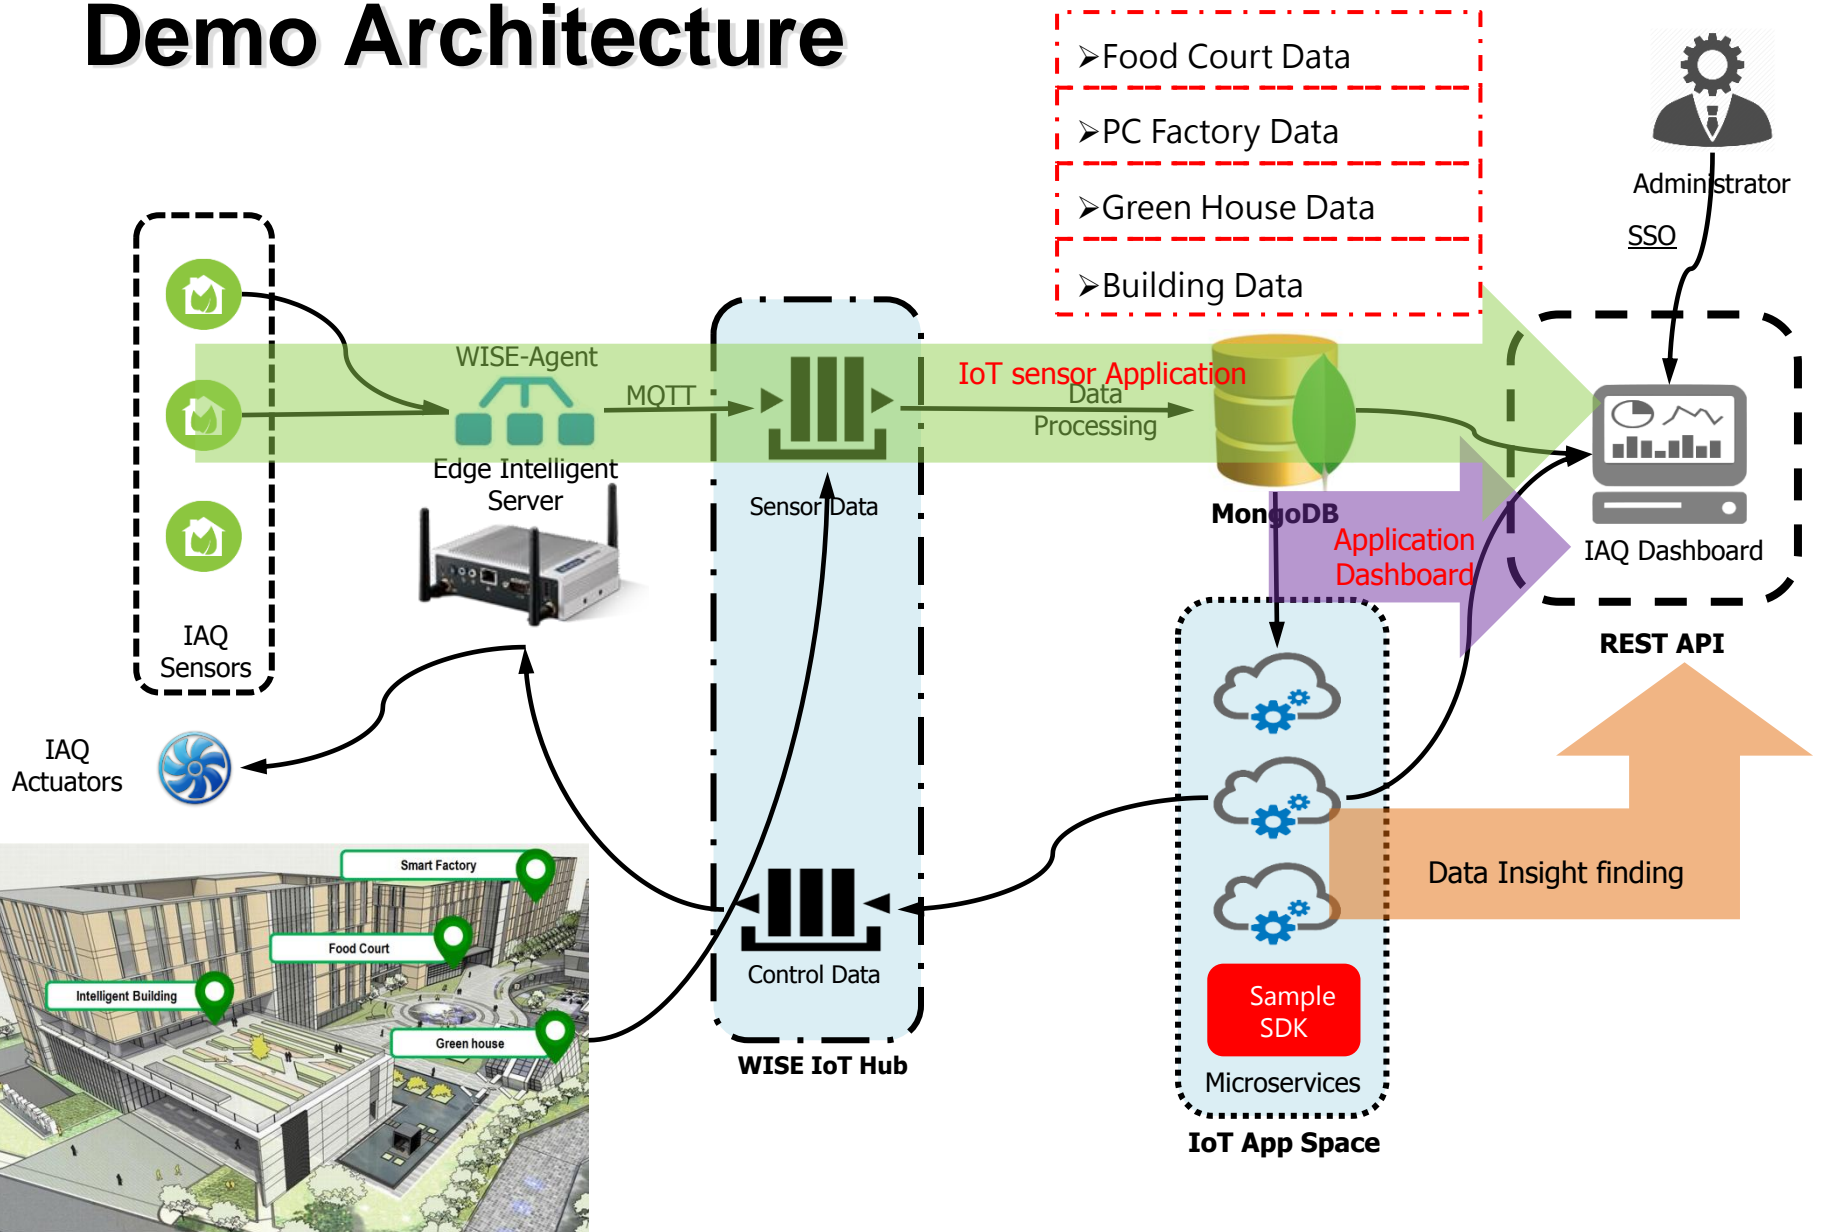 Demo Architecture
➢Food Court Data
➢PC Factory Data
➢Green House Data
➢Building Data
Administrator
SSO
WISE-Agent
MQTT
IoT sensor Application
Data
Processing
Edge Intelligent
Server
Sensor Data
MongoDB
Application
Dashboard
IAQ Dashboard
REST API
IAQ
Sensors
IAQ
Actuators
Smart Factory
Food Court
Intelligent Building
Green house
Control Data
WISE IoT Hub
Data Insight finding
Sample
SDK
Microservices
IoT App Space